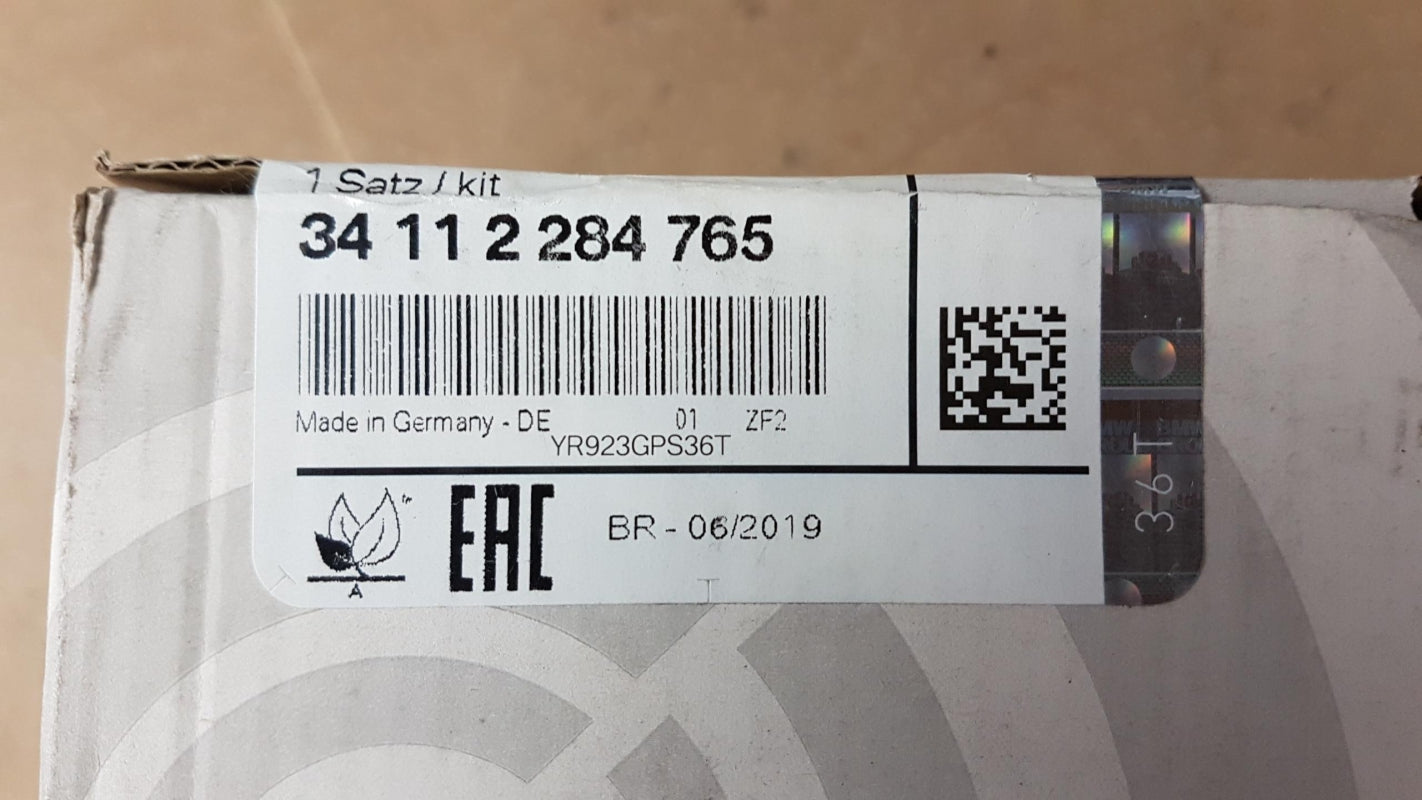 1 Satz / kit
34 11 2 284 765
Made in Germany - DE 01 ZF2
YR923GPS36T
A
EAC
BR - 06/2019
36T